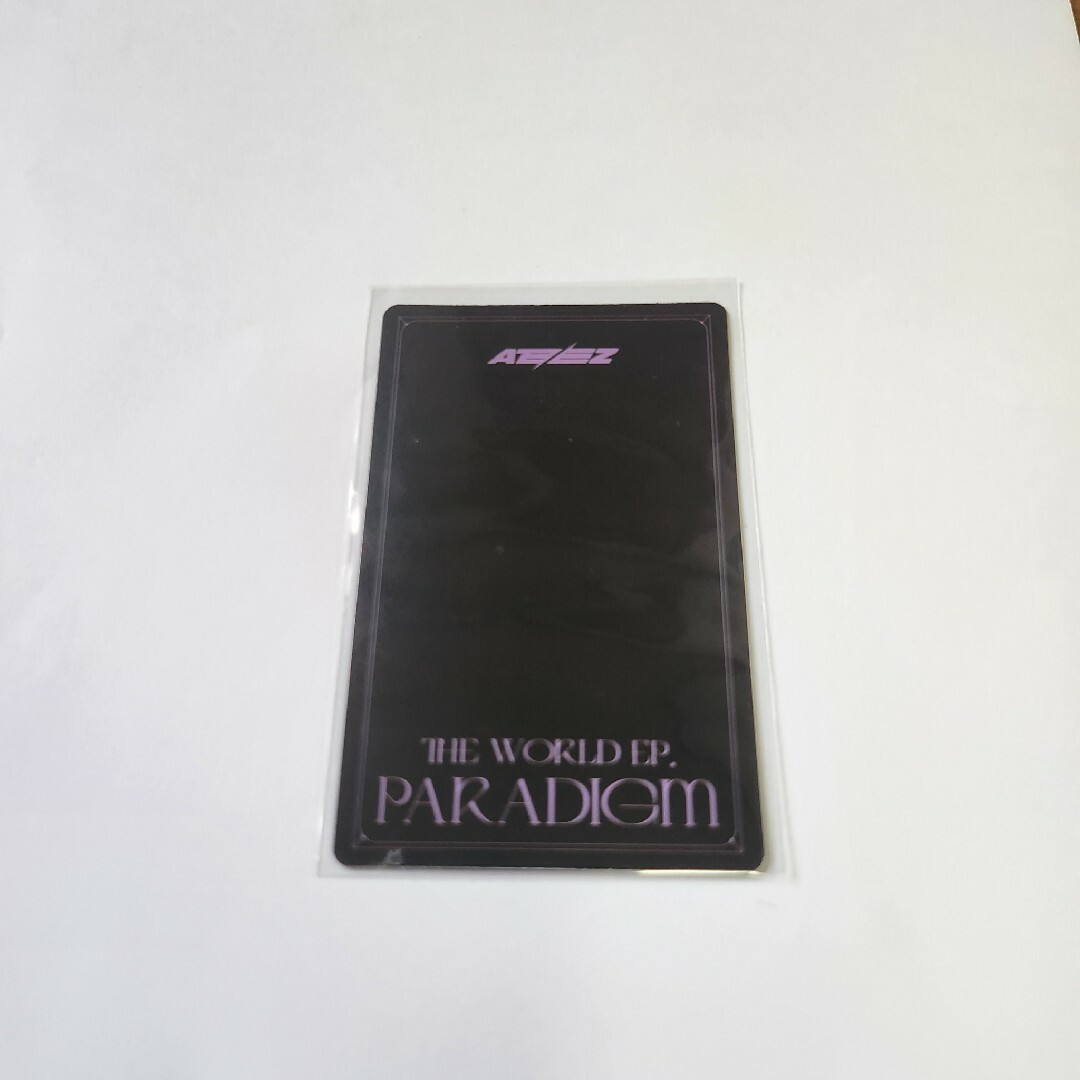 ATEEZ
THE WORLD EP.
PARADIGM